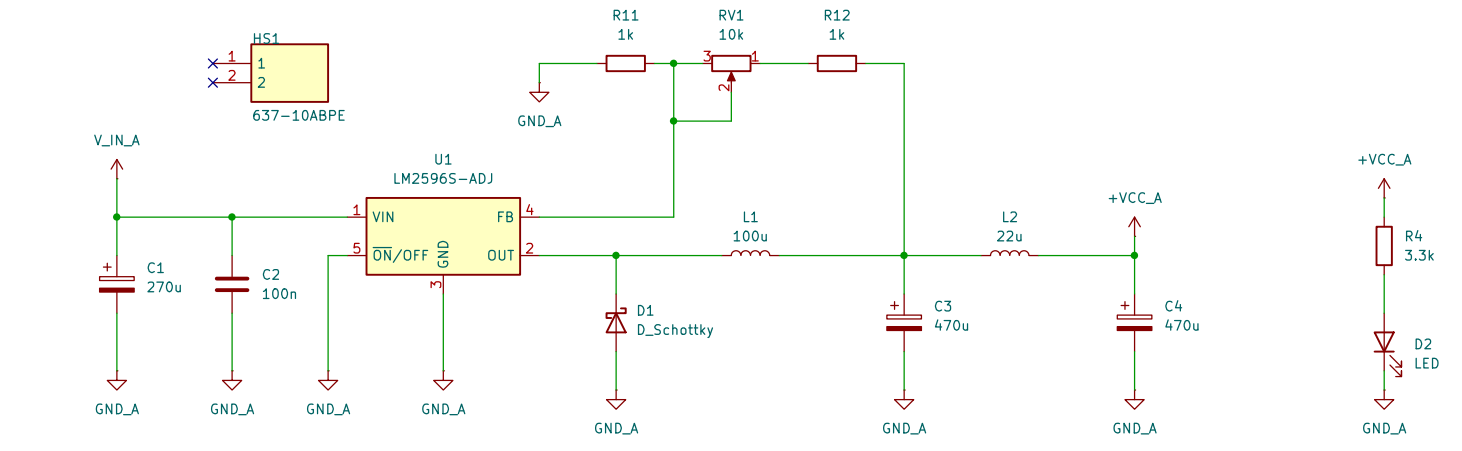 R11
1k
RV1
10k
R12
1k
3
1
2
HS1
1
1
2
2
637-10ABPE
GND_A
V_IN_A
U1
LM2596S-ADJ
1
VIN
FB
4
5
ON/OFF
GND
OUT
2
3
+VCC_A
+VCC_A
L1
100u
L2
22u
R4
3.3k
+
C1
270u
C2
100n
D1
D_Schottky
+
C3
470u
+
C4
470u
D2
LED
GND_A
GND_A
GND_A
GND_A
GND_A
GND_A
GND_A
GND_A